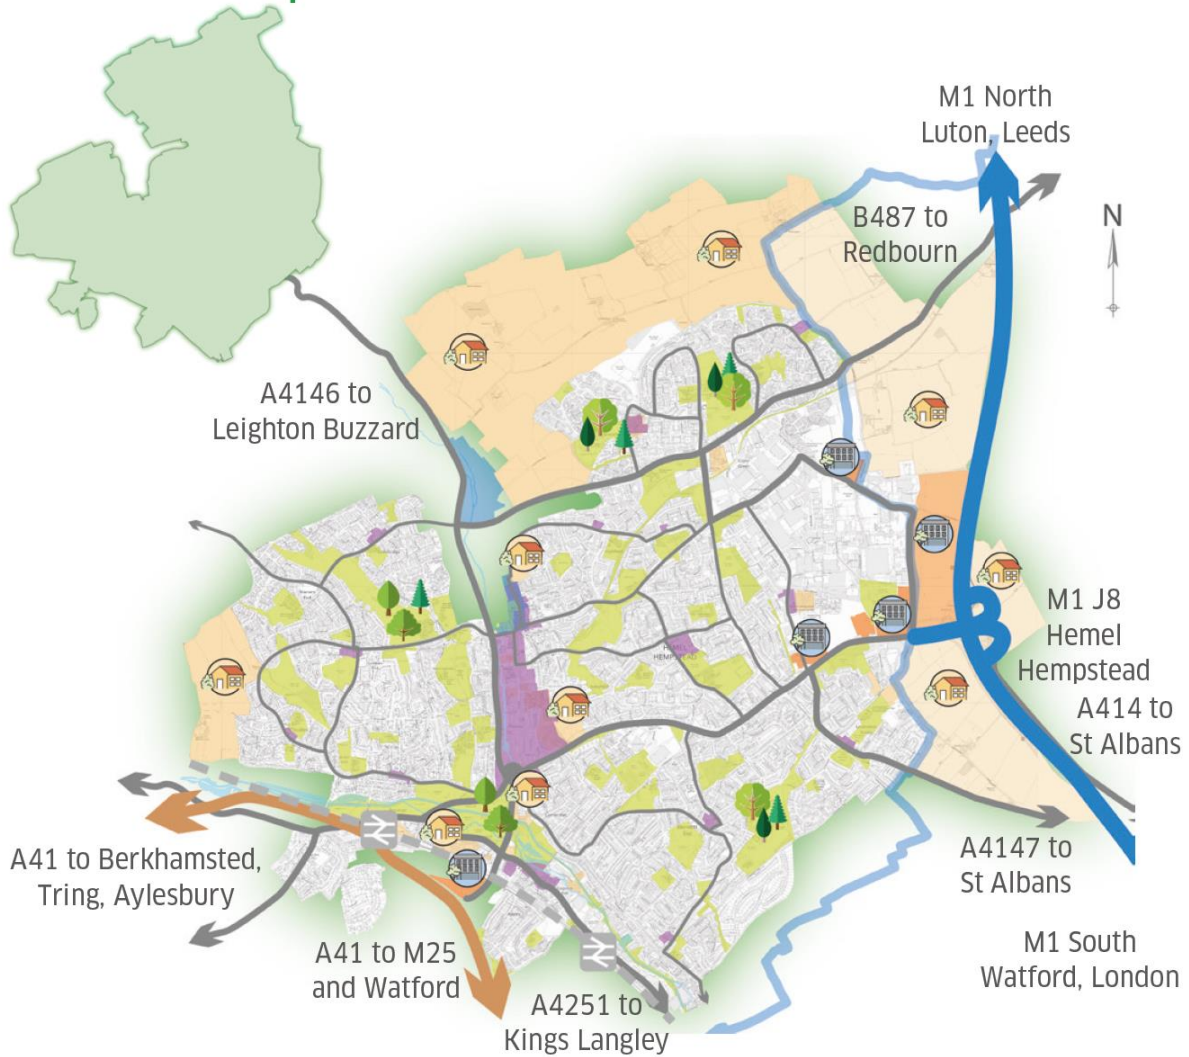 M1 North
Luton, Leeds
B487 to
Redbourn
N
A4146 to
Leighton Buzzard
M1 J8
Hemel
Hempstead
HEMEL
HEMPSTEAD
A414 to
St Albans
A41 to Berkhamsted,
Tring, Aylesbury
A4147 to
St Albans
A41 to M25
and Watford
M1 South
Watford, London
A4251 to
Kings Langley